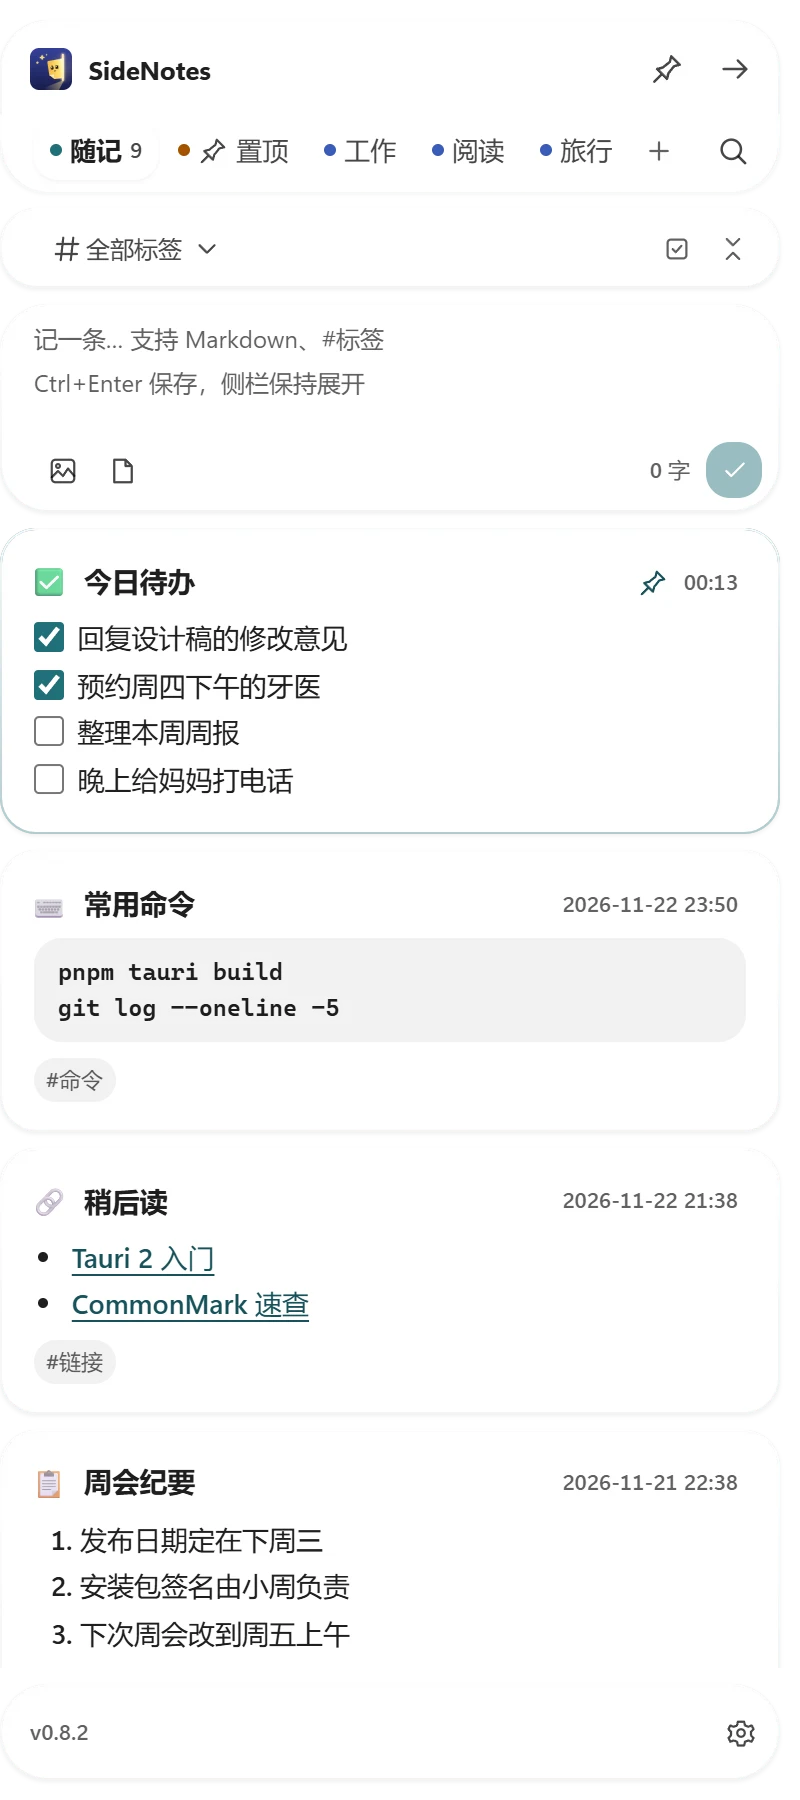 SideNotes
随记 9 置顶 工作 阅读 旅行
全部标签
记一条... 支持 Markdown、#标签
Ctrl+Enter 保存，侧栏保持展开
0 字
今日待办 00:13
回复设计稿的修改意见
预约周四下午的牙医
整理本周周报
晚上给妈妈打电话
常用命令 2026-11-22 23:50
pnpm tauri build
git log --oneline -5
#命令
稍后读 2026-11-22 21:38
Tauri 2 入门
CommonMark 速查
#链接
周会纪要 2026-11-21 22:38
1. 发布日期定在下周三
2. 安装包签名由小周负责
3. 下次周会改到周五上午
v0.8.2